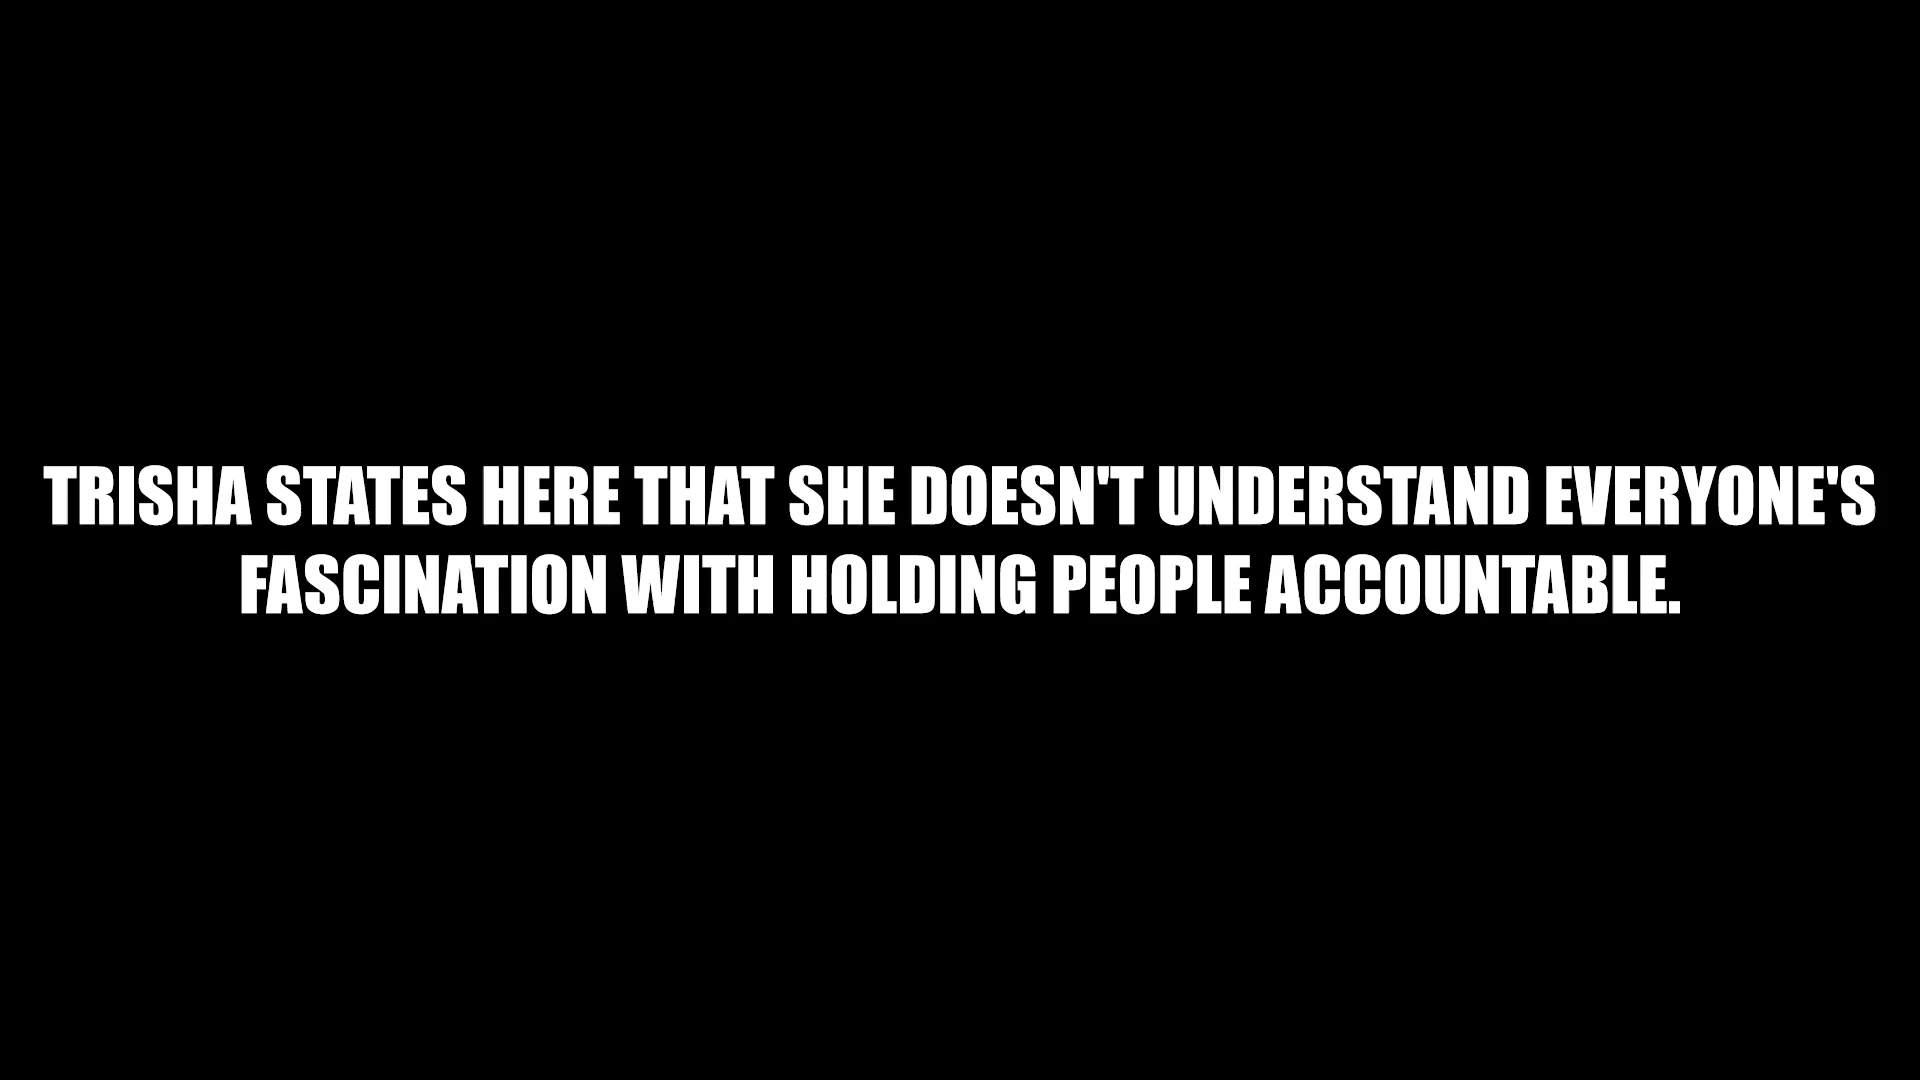 TRISHA STATES HERE THAT SHE DOESN'T UNDERSTAND EVERYONE'S
FASCINATION WITH HOLDING PEOPLE ACCOUNTABLE.